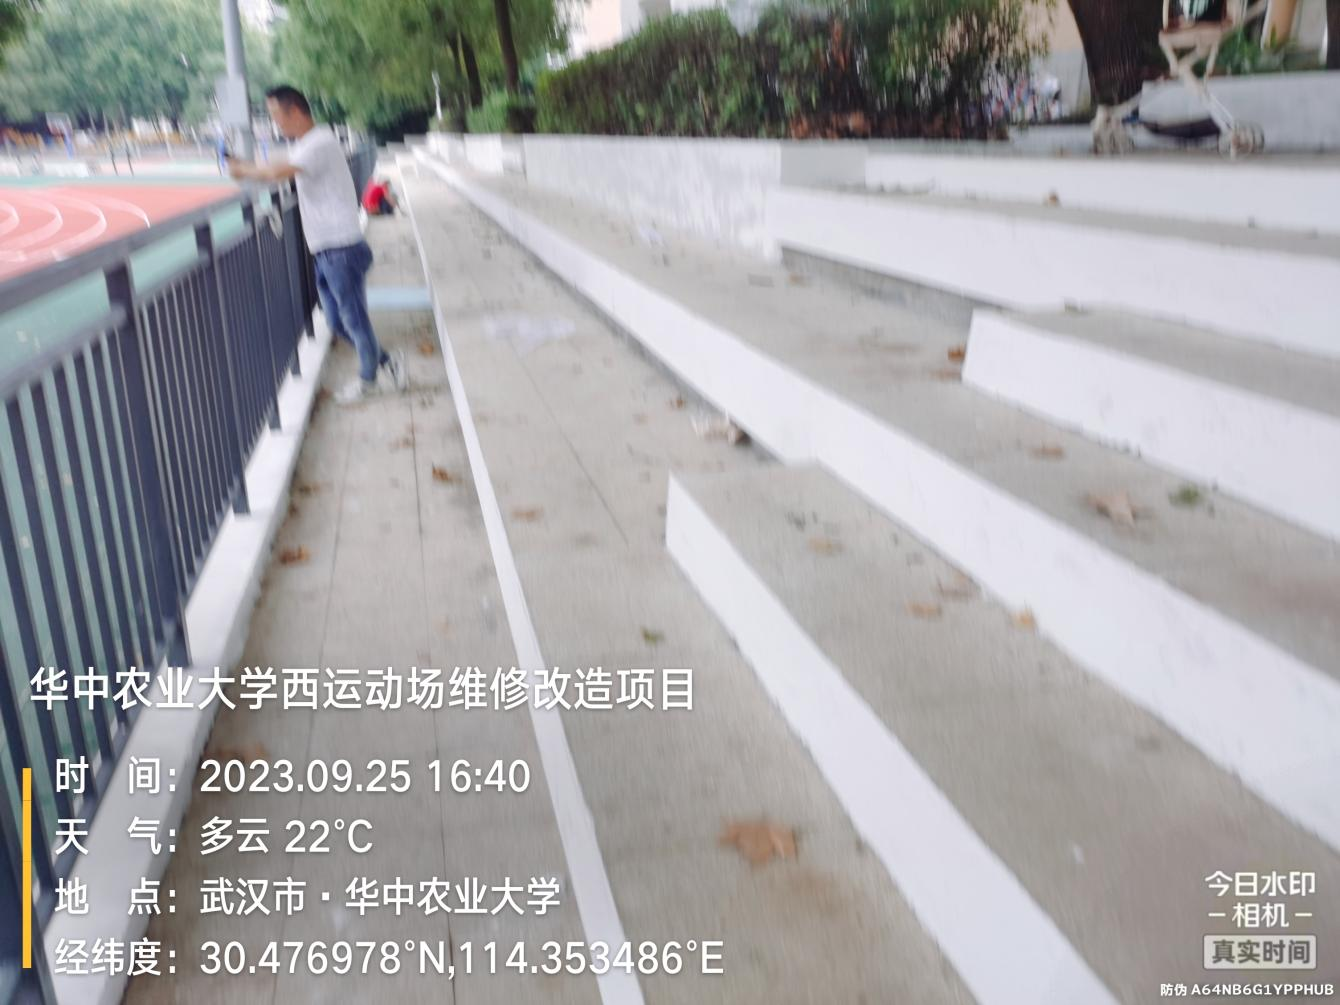 华中农业大学西运动场维修改造项目
时 间：2023.09.25 16:40
天 气：多云 22°C
地 点：武汉市·华中农业大学
经纬度：30.476978°N,114.353486°E
今日水印
–相机–
真实时间
防伪 A64NB6G1YPPHUB